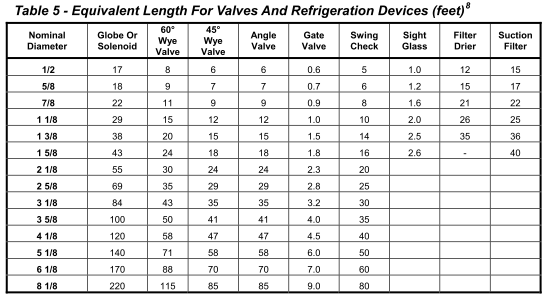 Table 5 - Equivalent Length For Valves And Refrigeration Devices (feet)8
Nominal Diameter | Globe Or Solenoid | 60° Wye Valve | 45° Wye Valve | Angle Valve | Gate Valve | Swing Check | Sight Glass | Filter Drier | Suction Filter
1/2 | 17 | 8 | 6 | 6 | 0.6 | 5 | 1.0 | 12 | 15
5/8 | 18 | 9 | 7 | 7 | 0.7 | 6 | 1.2 | 15 | 17
7/8 | 22 | 11 | 9 | 9 | 0.9 | 8 | 1.6 | 21 | 22
1 1/8 | 29 | 15 | 12 | 12 | 1.0 | 10 | 2.0 | 26 | 25
1 3/8 | 38 | 20 | 15 | 15 | 1.5 | 14 | 2.5 | 35 | 36
1 5/8 | 43 | 24 | 18 | 18 | 1.8 | 16 | 2.6 | - | 40
2 1/8 | 55 | 30 | 24 | 24 | 2.3 | 20
2 5/8 | 69 | 35 | 29 | 29 | 2.8 | 25
3 1/8 | 84 | 43 | 35 | 35 | 3.2 | 30
3 5/8 | 100 | 50 | 41 | 41 | 4.0 | 35
4 1/8 | 120 | 58 | 47 | 47 | 4.5 | 40
5 1/8 | 140 | 71 | 58 | 58 | 6.0 | 50
6 1/8 | 170 | 88 | 70 | 70 | 7.0 | 60
8 1/8 | 220 | 115 | 85 | 85 | 9.0 | 80